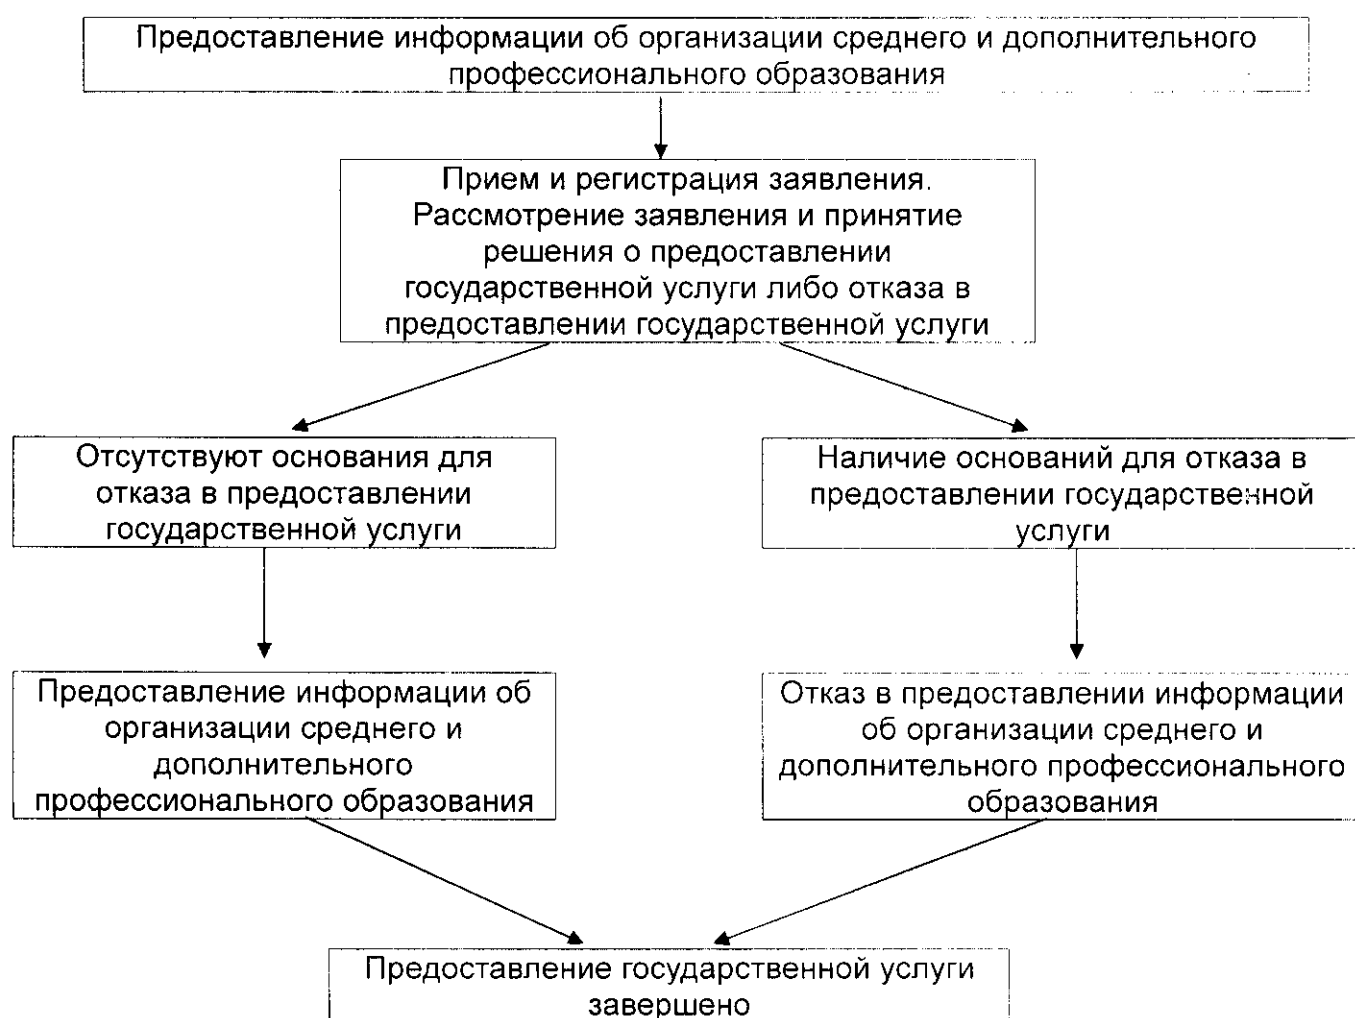 Предоставление информации об организации среднего и дополнительного
профессионального образования
Прием и регистрация заявления.
Рассмотрение заявления и принятие
решения о предоставлении
государственной услуги либо отказа в
предоставлении государственной услуги
Отсутствуют основания для
отказа в предоставлении
государственной услуги
Наличие оснований для отказа в
предоставлении государственной
услуги
Предоставление информации об
организации среднего и
дополнительного
профессионального образования
Отказ в предоставлении информации
об организации среднего и
дополнительного профессионального
образования
Предоставление государственной услуги
завершено